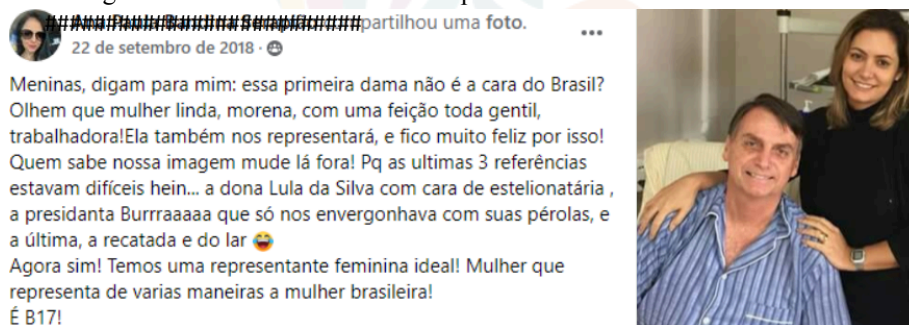 partilhou uma foto.
22 de setembro de 2018 ·
Meninas, digam para mim: essa primeira dama não é a cara do Brasil?
Olhem que mulher linda, morena, com uma feição toda gentil,
trabalhadora!Ela também nos representará, e fico muito feliz por isso!
Quem sabe nossa imagem mude lá fora! Pq as ultimas 3 referências
estavam difíceis hein... a dona Lula da Silva com cara de estelionatária ,
a presidanta Burrraaaaa que só nos envergonhava com suas pérolas, e
a última, a recatada e do lar 😂
Agora sim! Temos uma representante feminina ideal! Mulher que
representa de varias maneiras a mulher brasileira!
É B17!